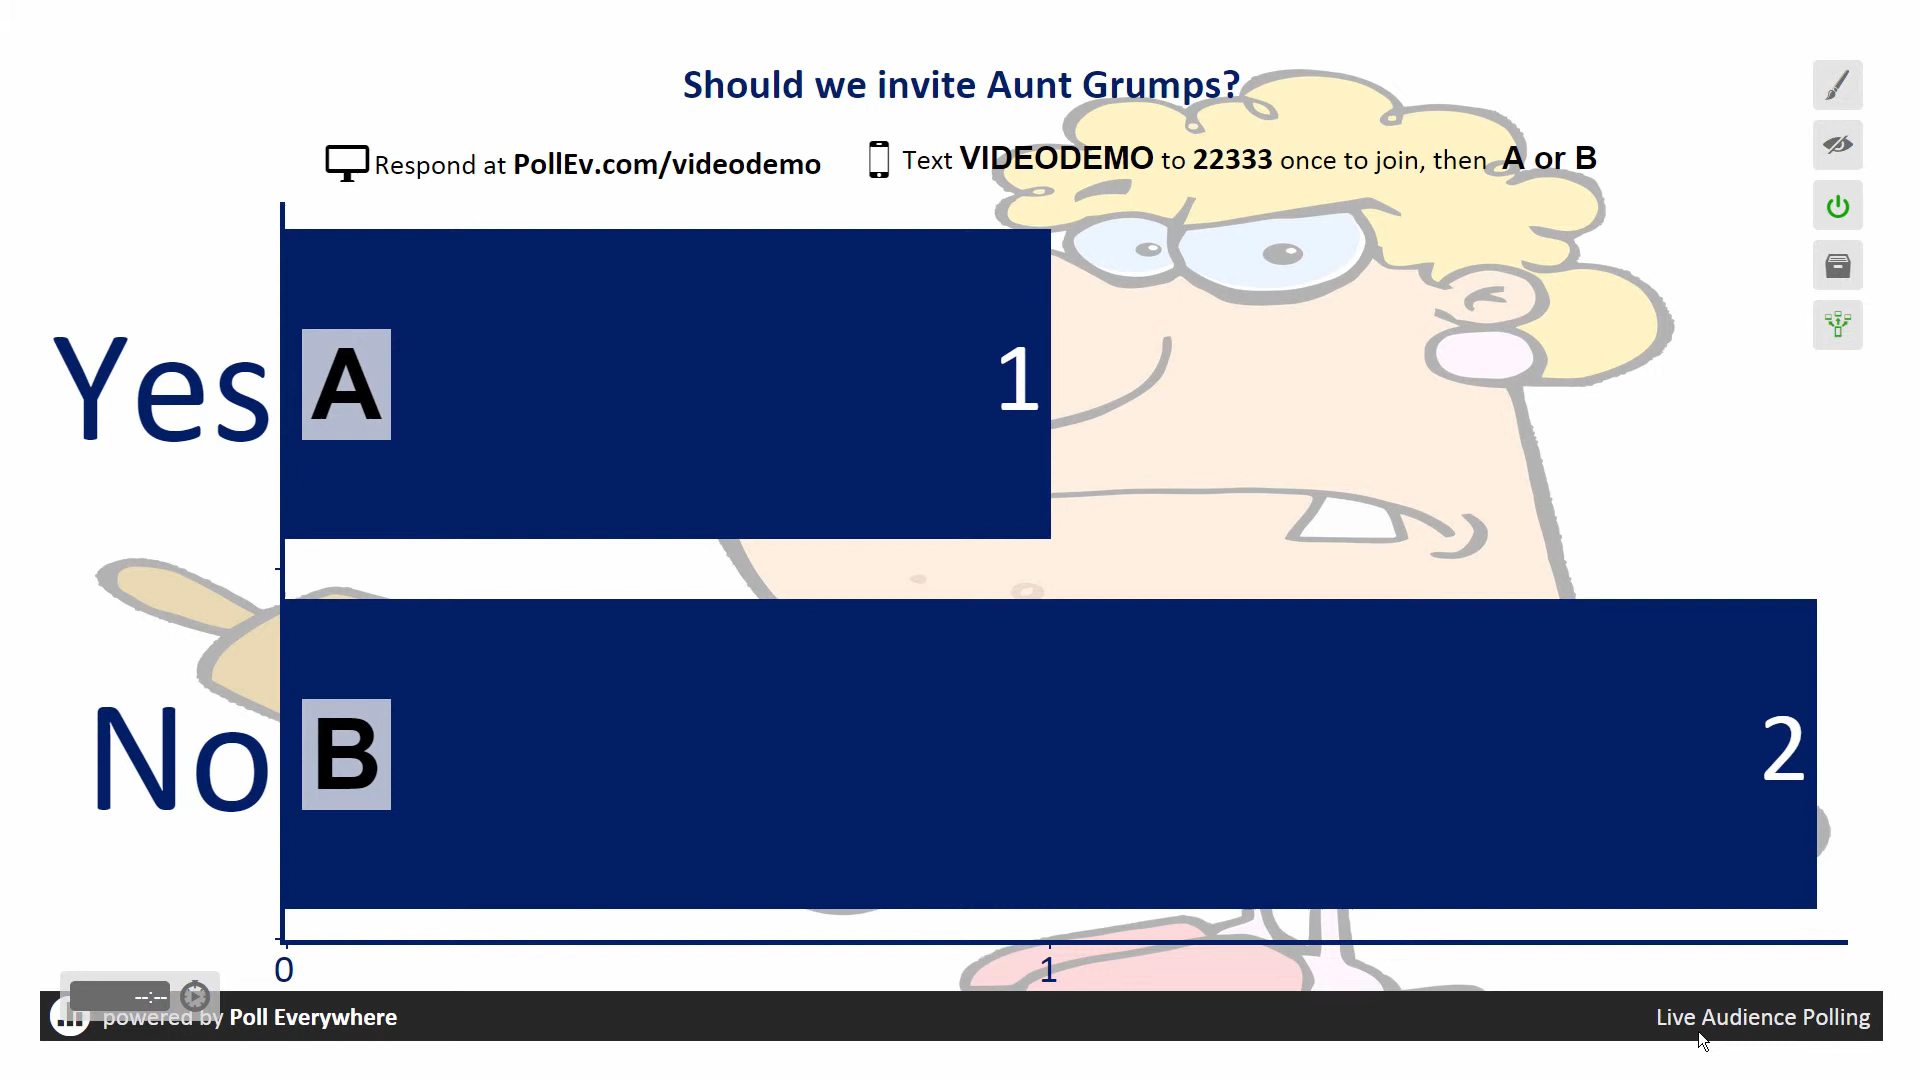 Should we invite Aunt Grumps?
Respond at PollEv.com/videodemo
Text VIDEODEMO to 22333 once to join, then A or B
Yes A 1
No B 2
0 1
--:--
powered by Poll Everywhere
Live Audience Polling